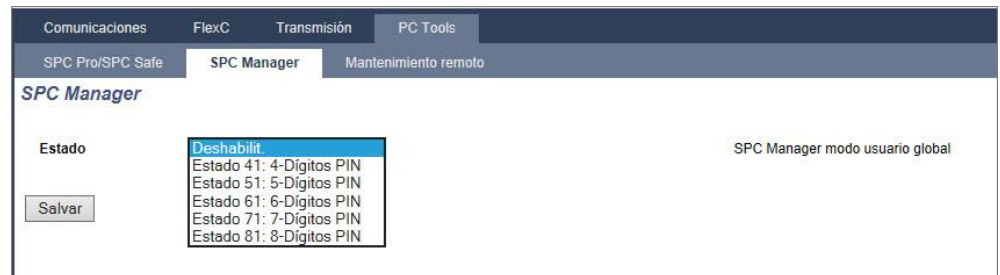 Comunicaciones FlexC Transmisión PC Tools
SPC Pro/SPC Safe SPC Manager Mantenimiento remoto
SPC Manager
Estado Deshabilit. SPC Manager modo usuario global
Estado 41: 4-Dígitos PIN
Estado 51: 5-Dígitos PIN
Estado 61: 6-Dígitos PIN
Estado 71: 7-Dígitos PIN
Estado 81: 8-Dígitos PIN
Salvar